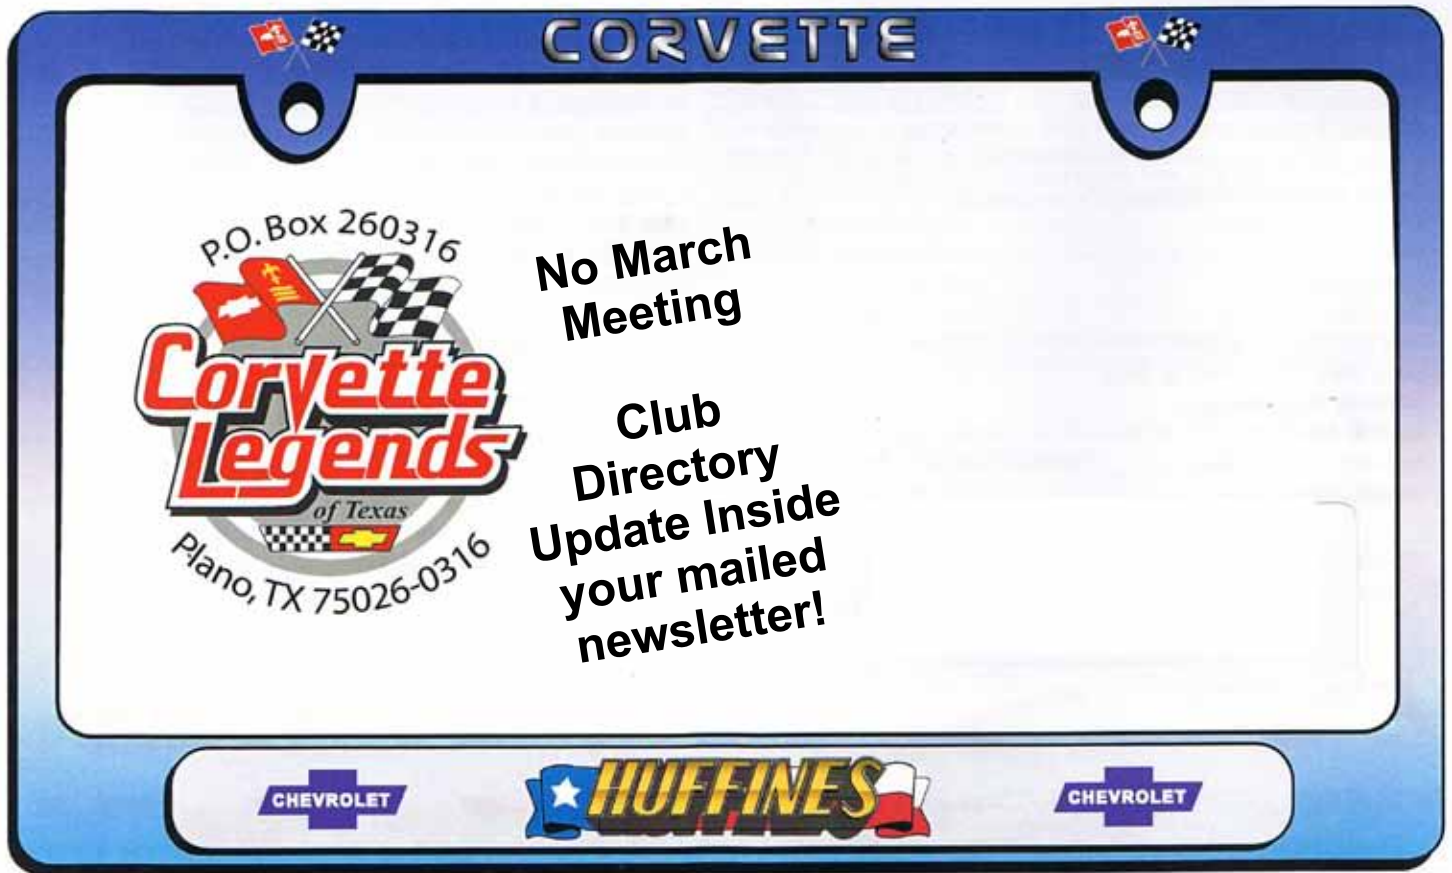 CORVETTE
P.O. Box 260316
Corvette
Legends
of Texas
Plano, TX 75026-0316
No March
Meeting
Club
Directory
Update Inside
your mailed
newsletter!
CHEVROLET
HUFFINES
CHEVROLET